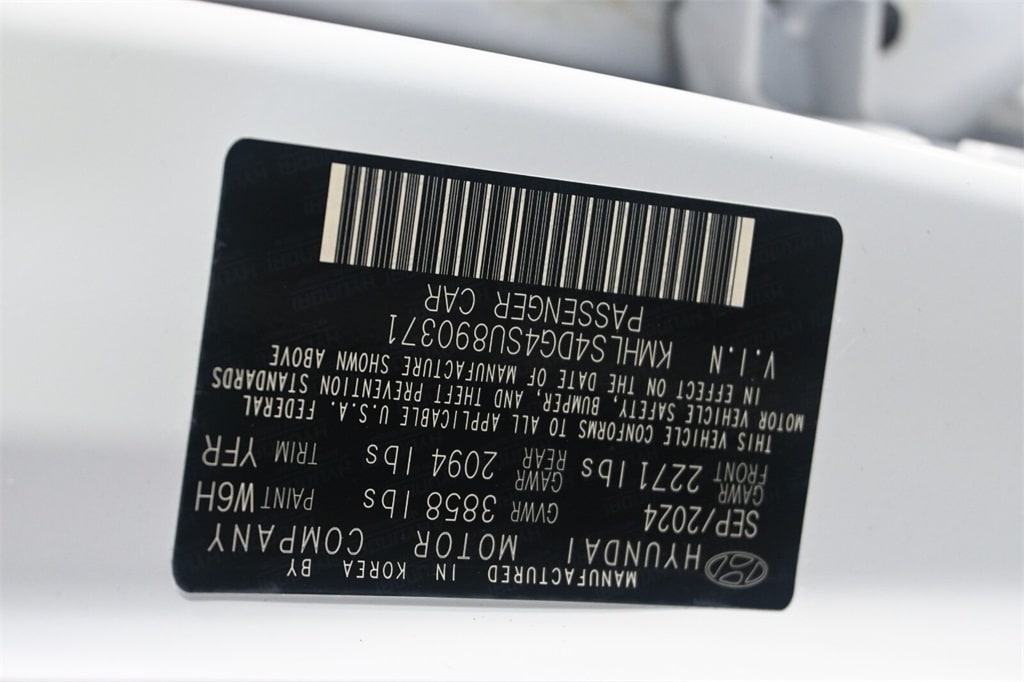 MANUFACTURED IN KOREA BY
HYUNDAI MOTOR COMPANY
SEP/2024 GVWR 3858 lbs PAINT W6H
GAWR FRONT 2271 lbs GAWR REAR 2094 lbs TRIM YFR
THIS VEHICLE CONFORMS TO ALL APPLICABLE U.S.A. FEDERAL
MOTOR VEHICLE SAFETY, BUMPER, AND THEFT PREVENTION STANDARDS
IN EFFECT ON THE DATE OF MANUFACTURE SHOWN ABOVE
V.I.N KMHLS4DG4SU890371
PASSENGER CAR